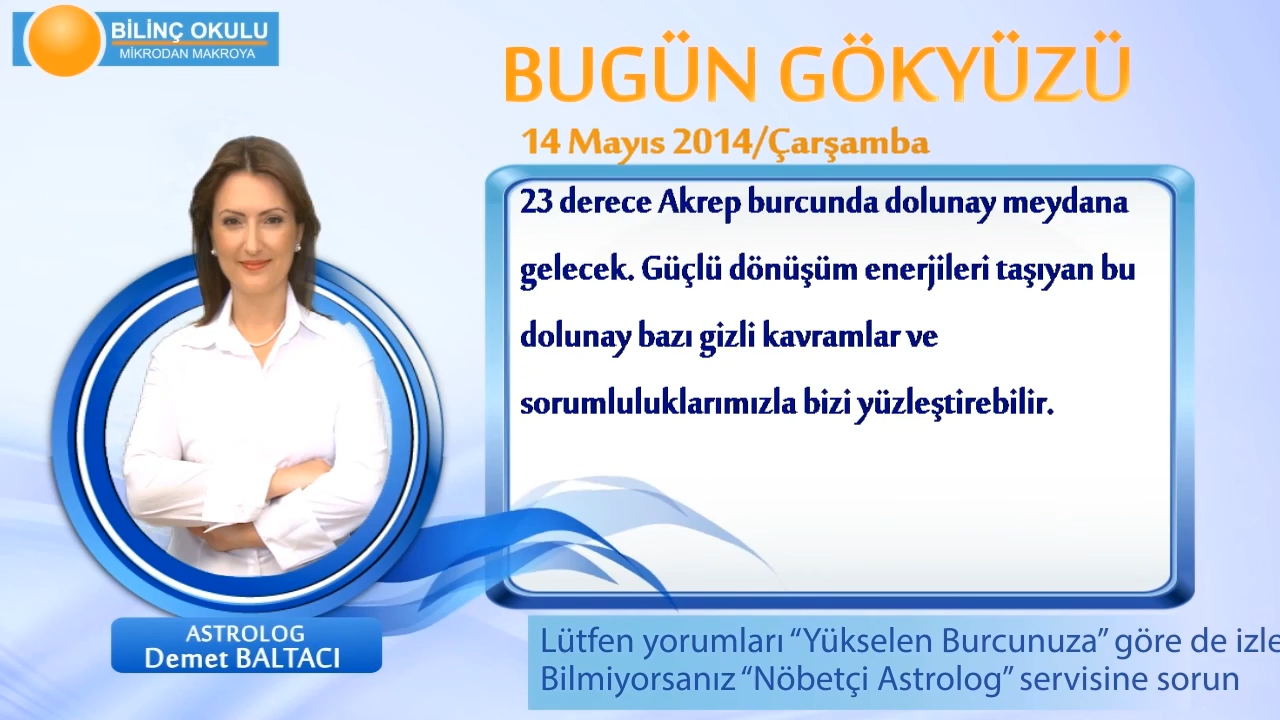 BİLİNÇ OKULU
MİKRODAN MAKROYA
BUGÜN GÖKYÜZÜ
14 Mayıs 2014/Çarşamba
23 derece Akrep burcunda dolunay meydana
gelecek. Güçlü dönüşüm enerjileri taşıyan bu
dolunay bazı gizli kavramlar ve
sorumluluklarımızla bizi yüzleştirebilir.
ASTROLOG
Demet BALTACI
Lütfen yorumları “Yükselen Burcunuza” göre de izle
Bilmiyorsanız “Nöbetçi Astrolog” servisine sorun